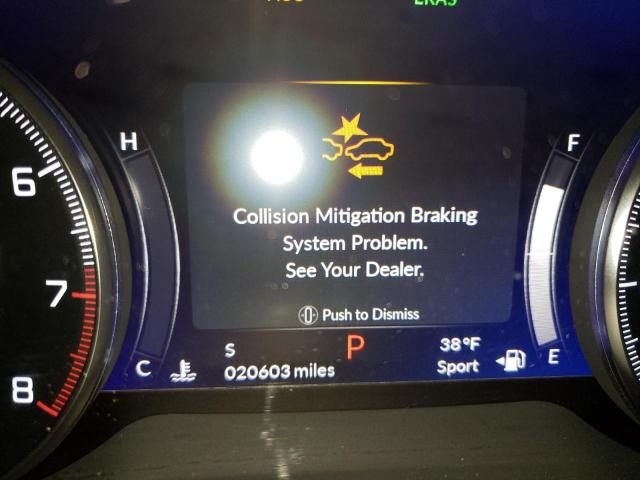 H
F
6
7
8
Collision Mitigation Braking
System Problem.
See Your Dealer.
Push to Dismiss
C
E
S
P
38°F
020603 miles
Sport